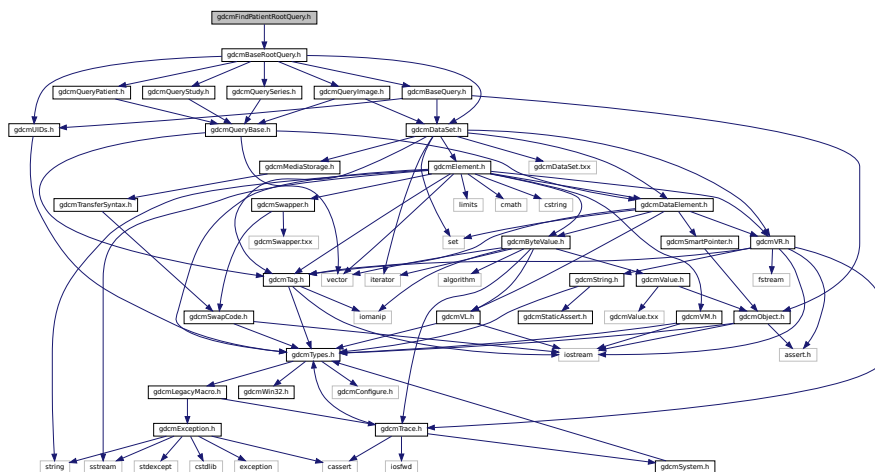 gdcmFindPatientRootQuery.h
gdcmBaseRootQuery.h
gdcmQueryPatient.h
gdcmQueryStudy.h
gdcmQuerySeries.h
gdcmQueryImage.h
gdcmBaseQuery.h
gdcmUIDs.h
gdcmQueryBase.h
gdcmDataSet.h
gdcmMediaStorage.h
gdcmElement.h
gdcmDataSet.txx
gdcmTransferSyntax.h
gdcmSwapper.h
limits
cmath
cstring
gdcmDataElement.h
gdcmSwapper.txx
set
gdcmByteValue.h
gdcmSmartPointer.h
gdcmVR.h
gdcmTag.h
vector
iterator
algorithm
gdcmString.h
gdcmValue.h
fstream
gdcmSwapCode.h
iomanip
gdcmVL.h
gdcmStaticAssert.h
gdcmValue.txx
gdcmVM.h
gdcmObject.h
gdcmTypes.h
iostream
assert.h
gdcmLegacyMacro.h
gdcmWin32.h
gdcmConfigure.h
gdcmException.h
gdcmTrace.h
string
sstream
stdexcept
cstdlib
exception
cassert
iosfwd
gdcmSystem.h